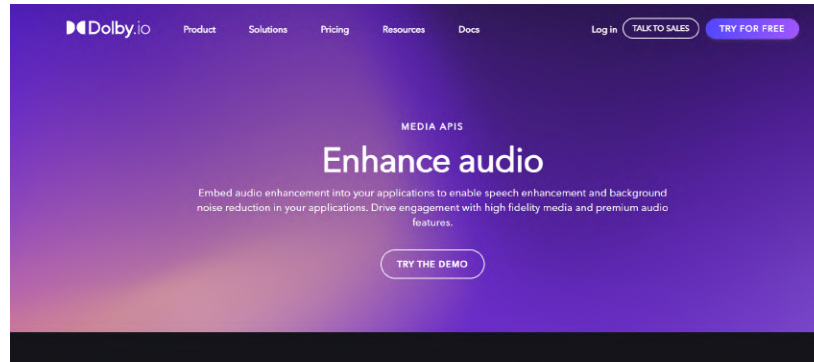 Dolby.io Product Solutions Pricing Resources Docs Log in TALK TO SALES TRY FOR FREE
MEDIA APIS
Enhance audio
Embed audio enhancement into your applications to enable speech enhancement and background
noise reduction in your applications. Drive engagement with high fidelity media and premium audio
features.
TRY THE DEMO